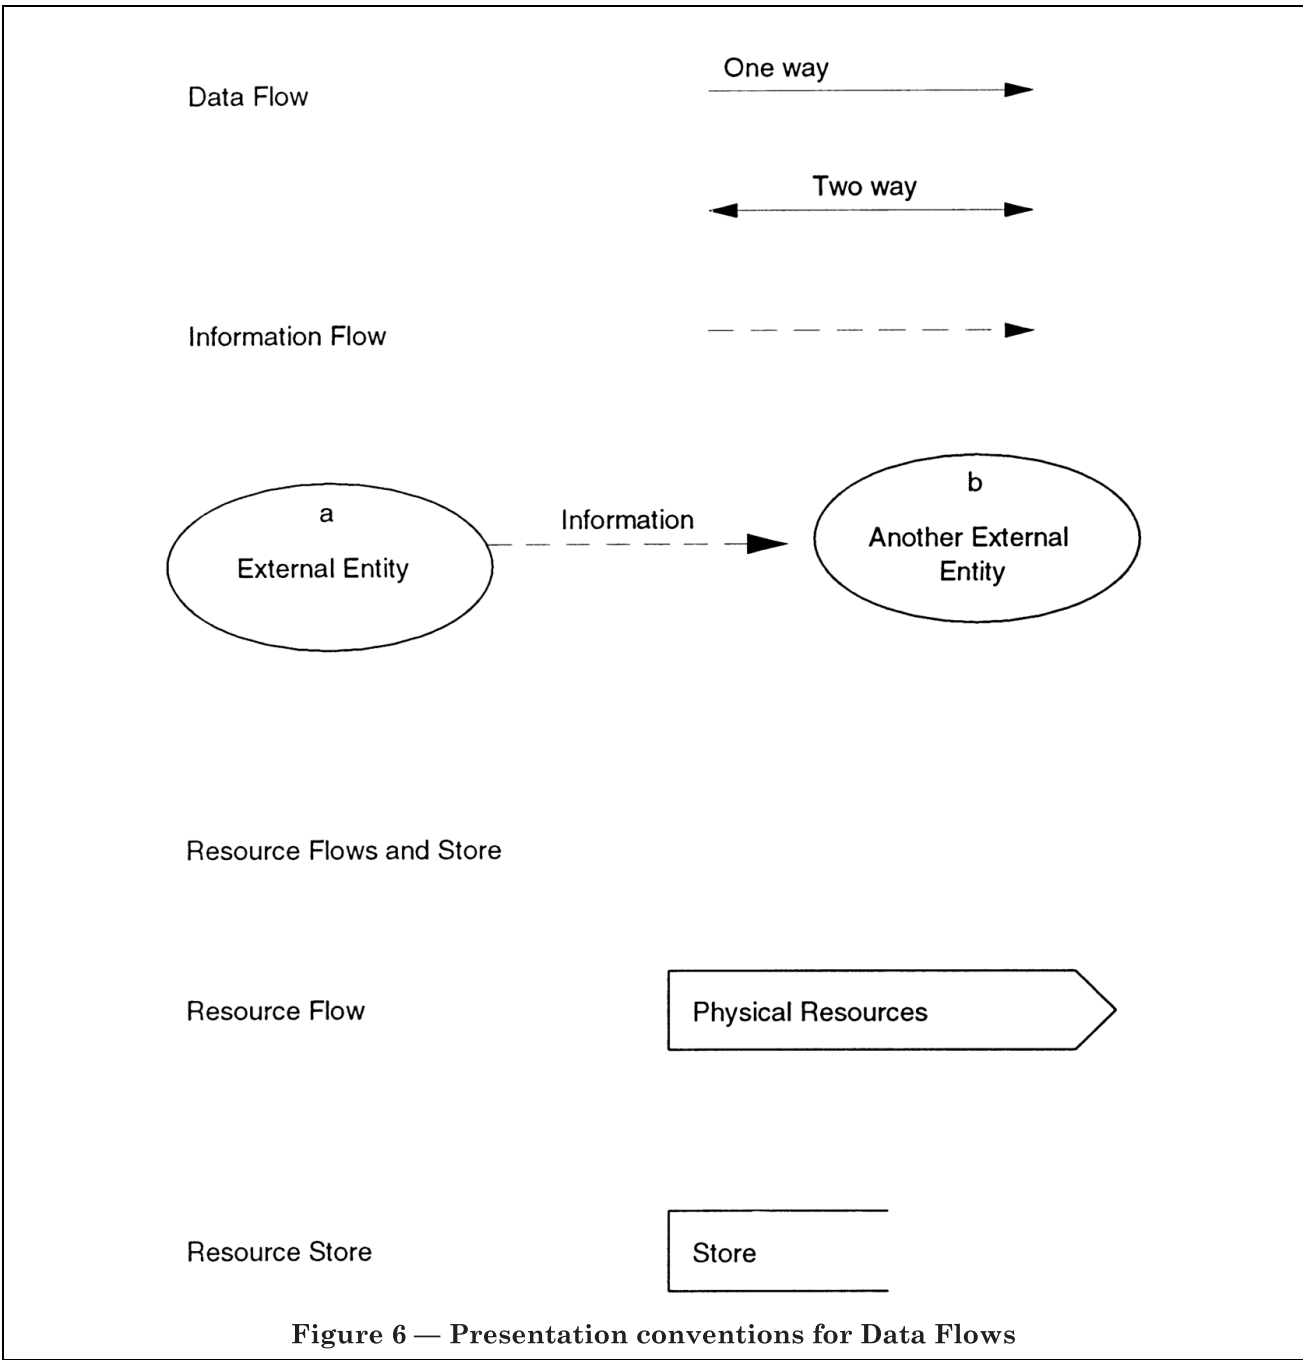 One way
Data Flow
Two way
Information Flow
a
External Entity
Information
b
Another External
Entity
Resource Flows and Store
Resource Flow
Physical Resources
Resource Store
Store
Figure 6 — Presentation conventions for Data Flows